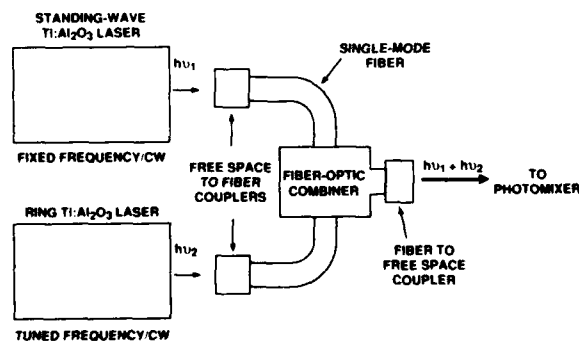 STANDING-WAVE
TI:Al₂O₃ LASER
hυ₁
FIXED FREQUENCY/CW
SINGLE-MODE
FIBER
FREE SPACE
TO FIBER
COUPLERS
FIBER-OPTIC
COMBINER
hυ₁ + hυ₂
TO
PHOTOMIXER
RING TI:Al₂O₃ LASER
hυ₂
FIBER TO
FREE SPACE
COUPLER
TUNED FREQUENCY/CW